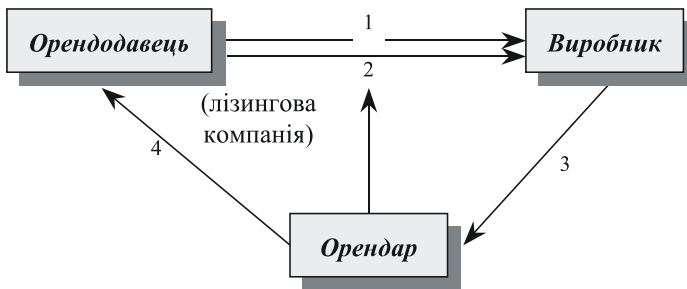 Орендодавець
1
Виробник
2
(лізингова
компанія)
4
3
Орендар